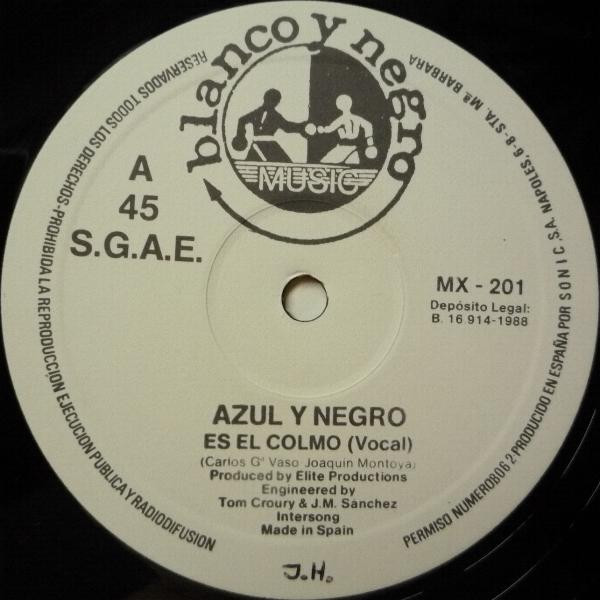 blanco y negro
MUSIC
A
45
S.G.A.E.
MX - 201
Depósito Legal:
B. 16 914-1988
AZUL Y NEGRO
ES EL COLMO (Vocal)
(Carlos Gª Vaso Joaquin Montoya)
Produced by Elite Productions
Engineered by
Tom Croury & J.M. Sánchez
Intersong
Made in Spain
J.H.
RESERVADOS TODOS LOS DERECHOS-PROHIBIDA LA REPRODUCCION EJECUCION PUBLICA Y RADIODIFUSION
PERMISO NUMERO806 2 PRODUCIDO EN ESPAÑA POR SONIC, S.A. NAPOLES, 6-8-STA. Mª BARBARA